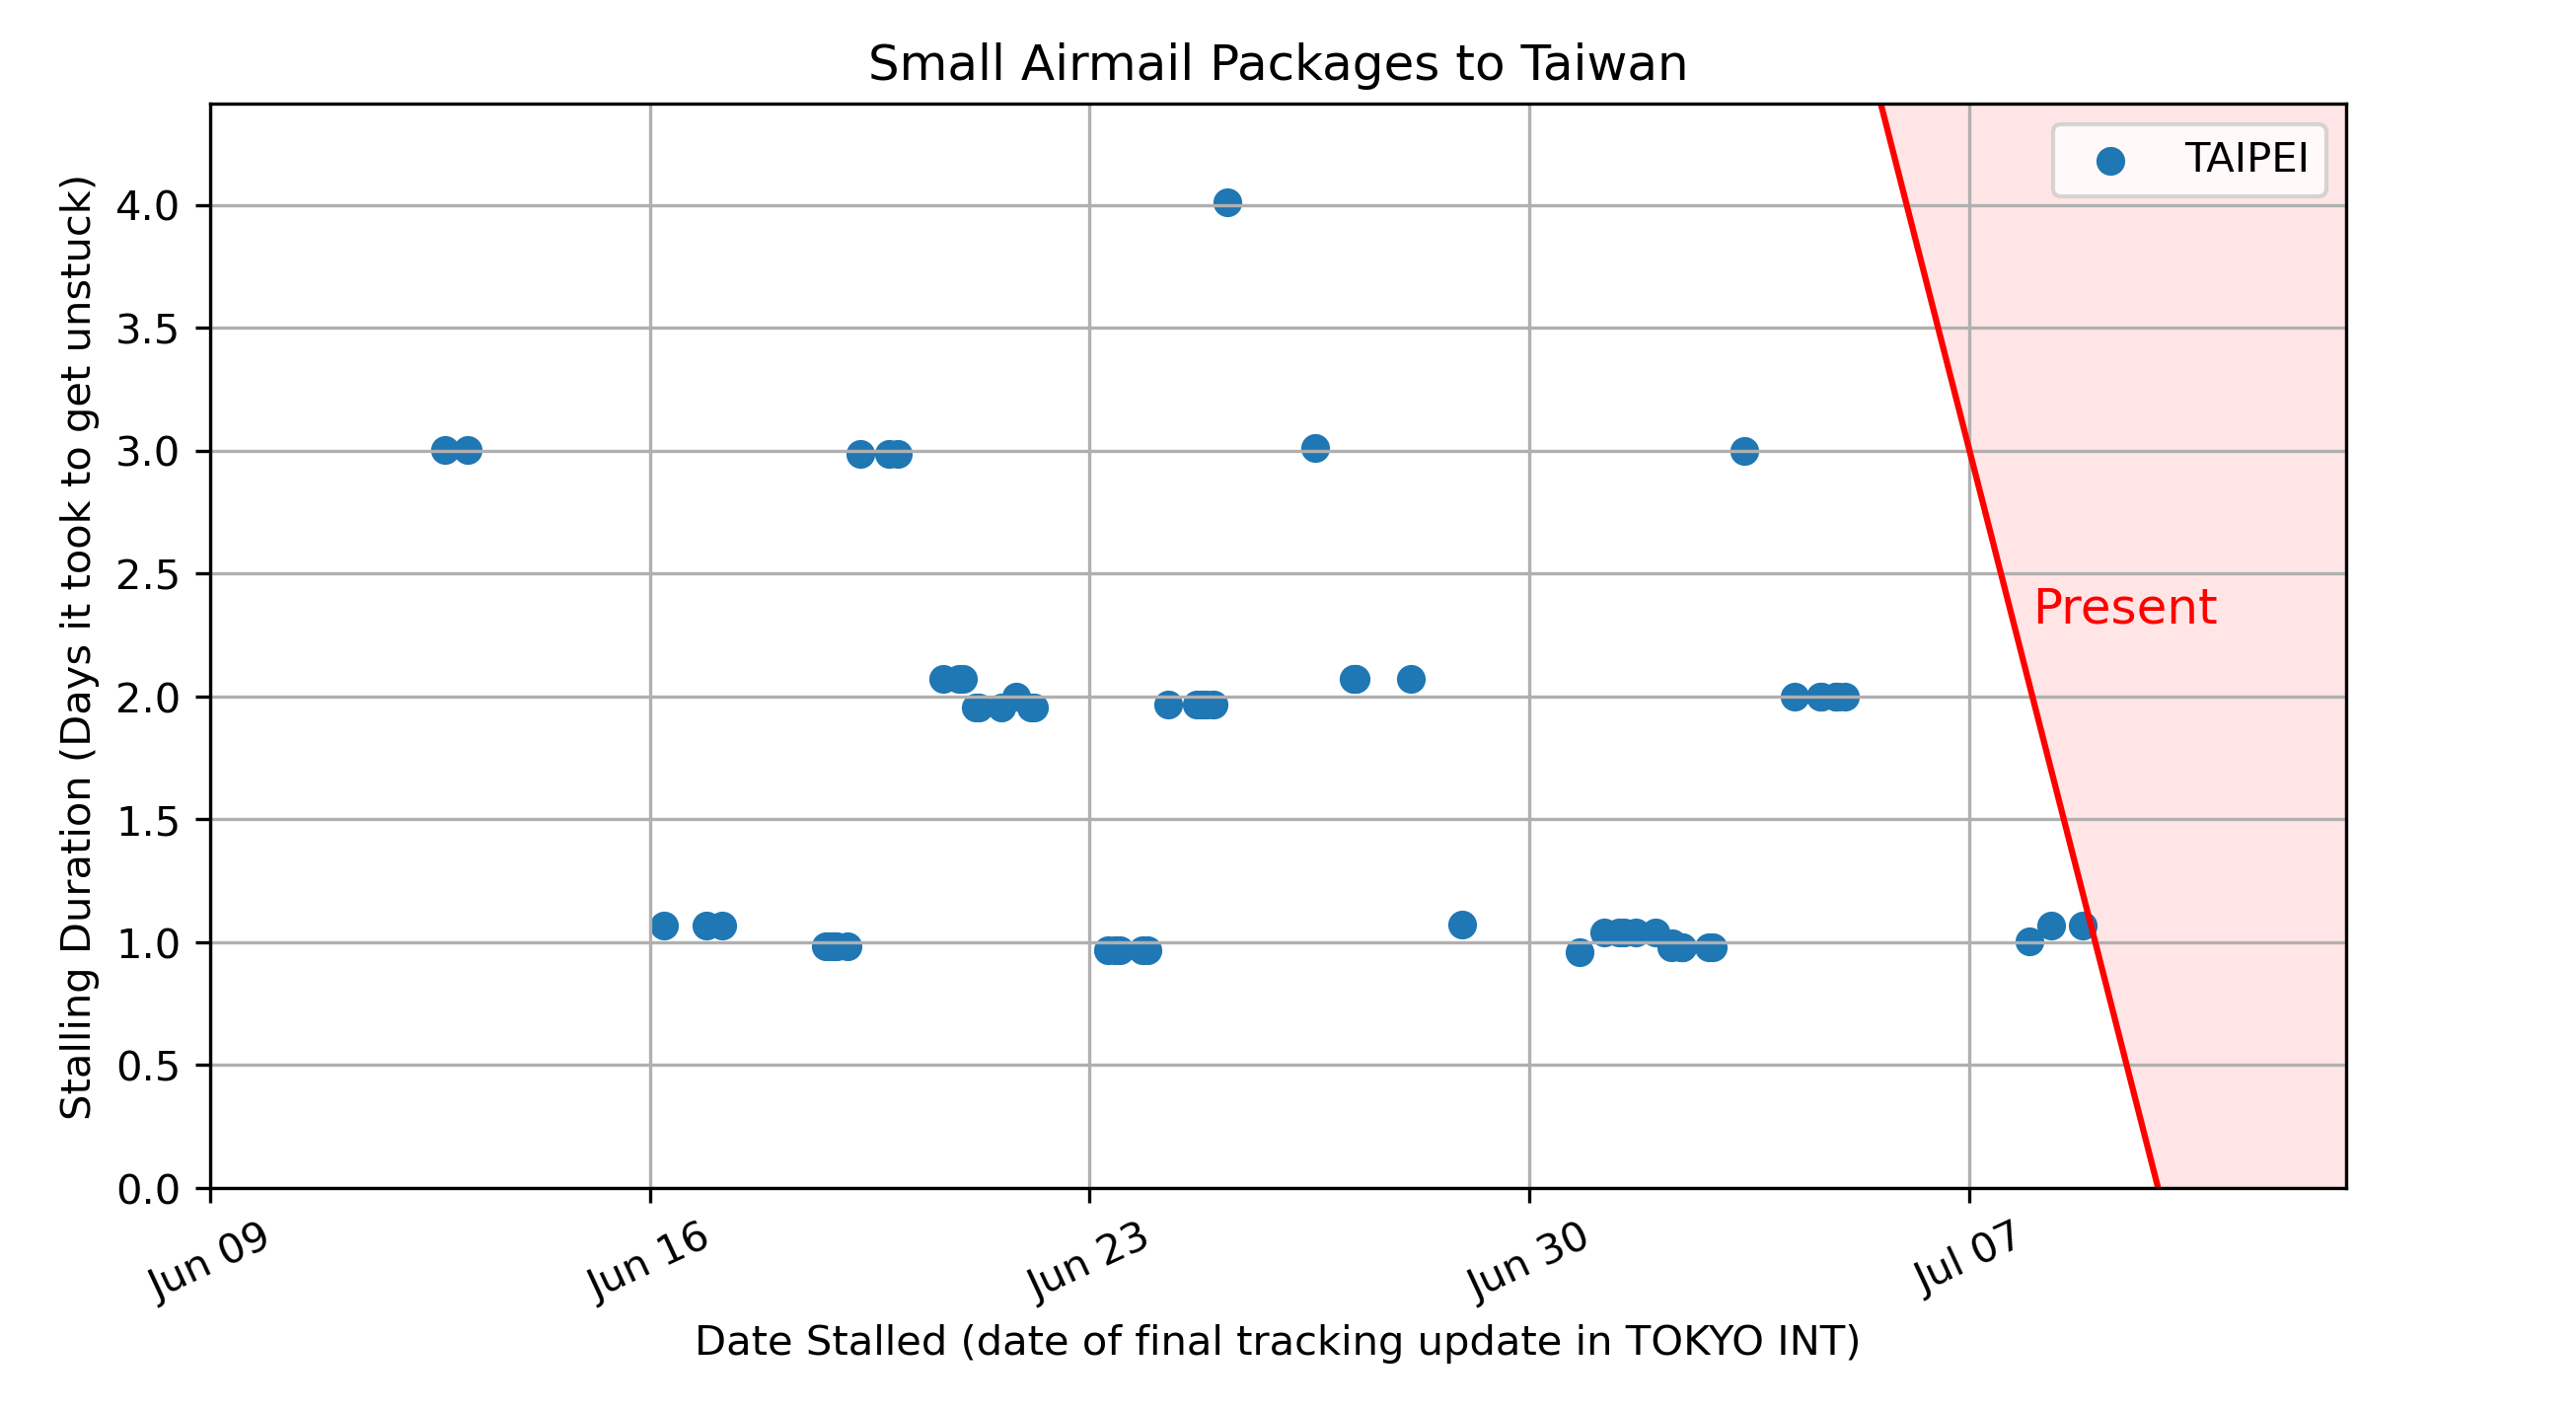 Small Airmail Packages to Taiwan
TAIPEI
Present
Stalling Duration (Days it took to get unstuck)
4.0
3.5
3.0
2.5
2.0
1.5
1.0
0.5
0.0
Jun 09
Jun 16
Jun 23
Jun 30
Jul 07
Date Stalled (date of final tracking update in TOKYO INT)